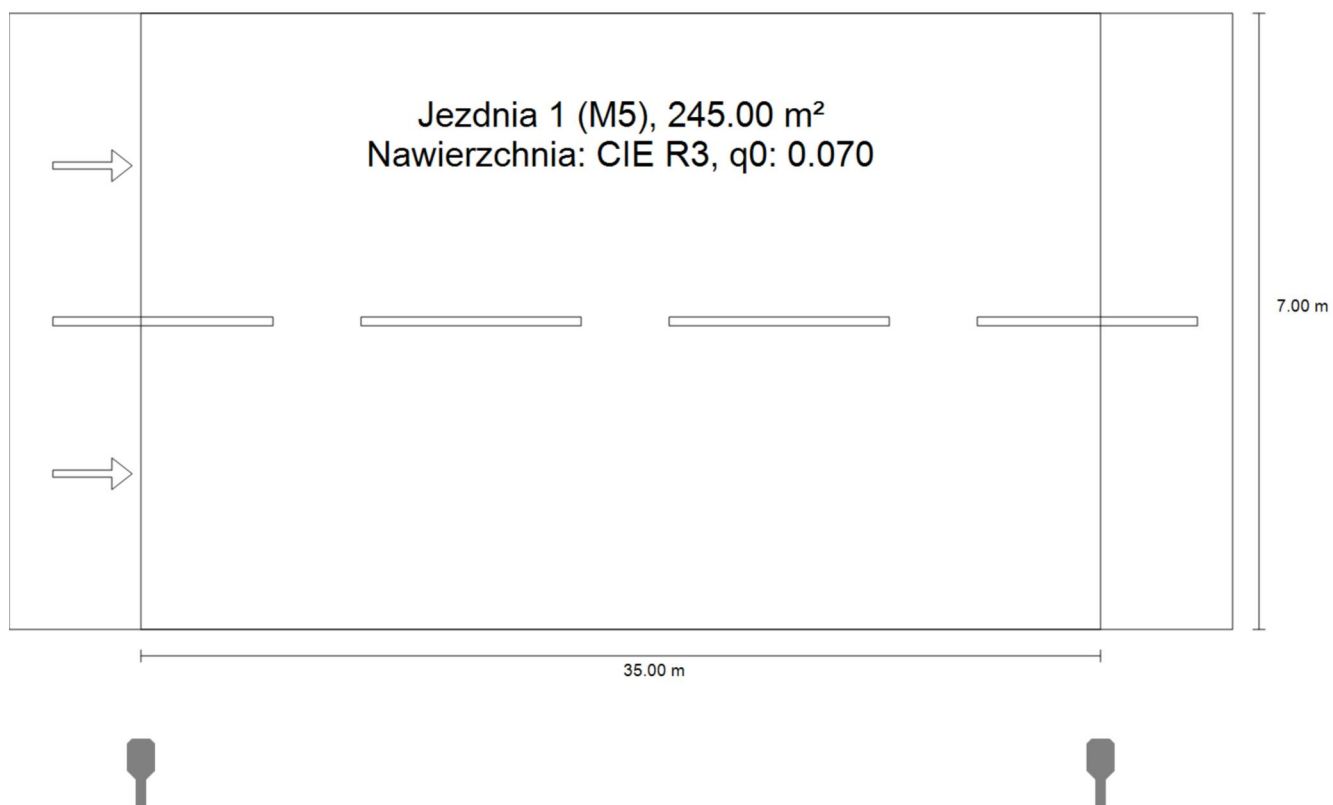 Jezdnia 1 (M5), 245.00 m²
Nawierzchnia: CIE R3, q0: 0.070
7.00 m
35.00 m